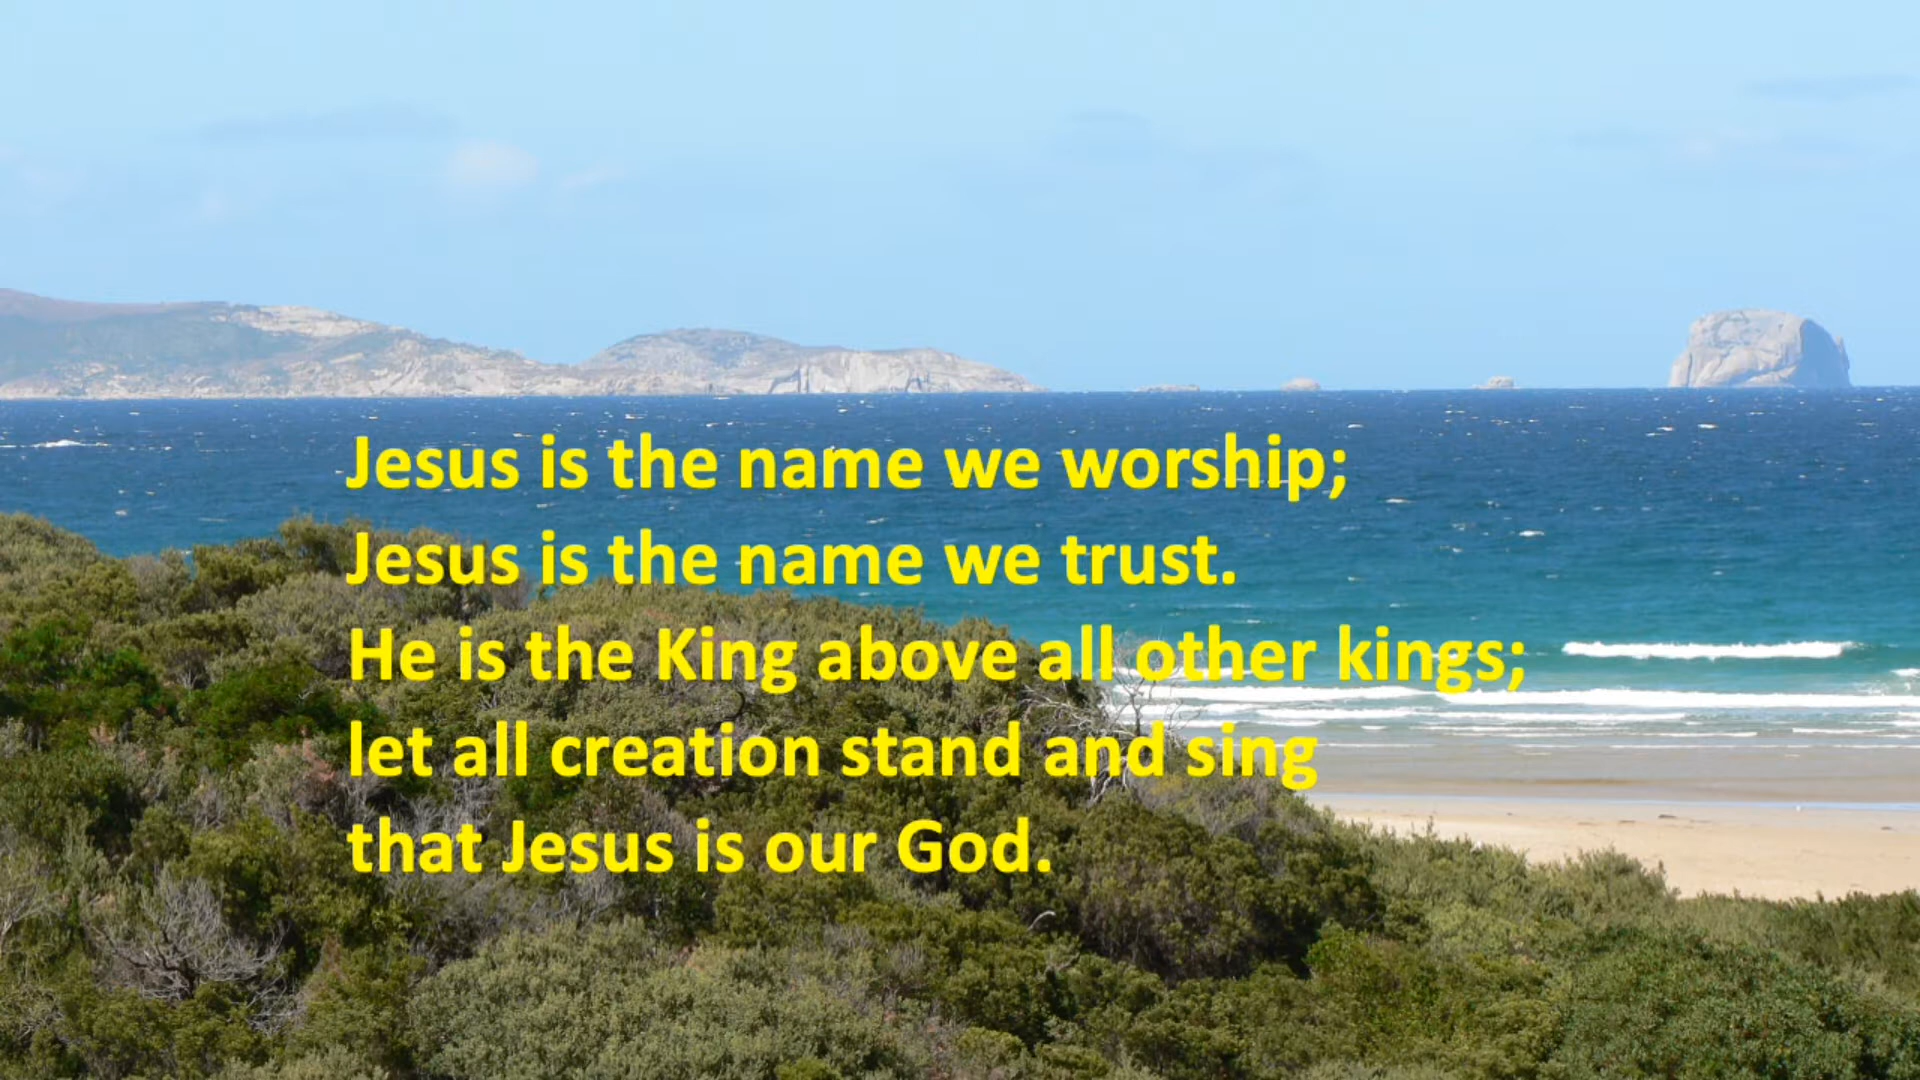 Jesus is the name we worship;
Jesus is the name we trust.
He is the King above all other kings;
let all creation stand and sing
that Jesus is our God.